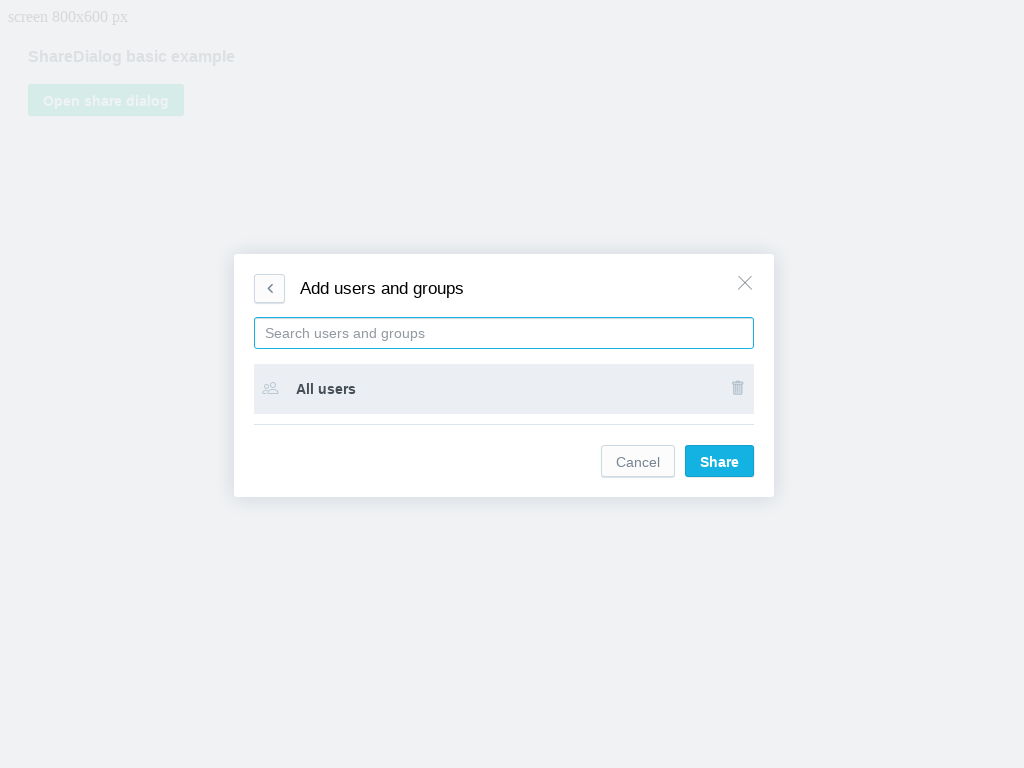 screen 800x600 px
ShareDialog basic example
Open share dialog
Add users and groups
Search users and groups
All users
Cancel
Share